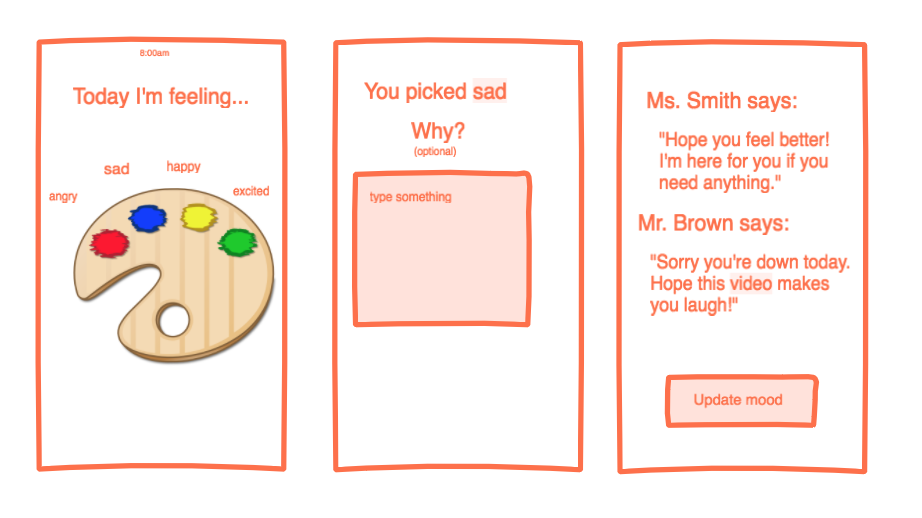 8:00am
Today I'm feeling...
angry
sad
happy
excited
You picked sad
Why?
(optional)
type something
Ms. Smith says:
"Hope you feel better!
I'm here for you if you
need anything."
Mr. Brown says:
"Sorry you're down today.
Hope this video makes
you laugh!"
Update mood